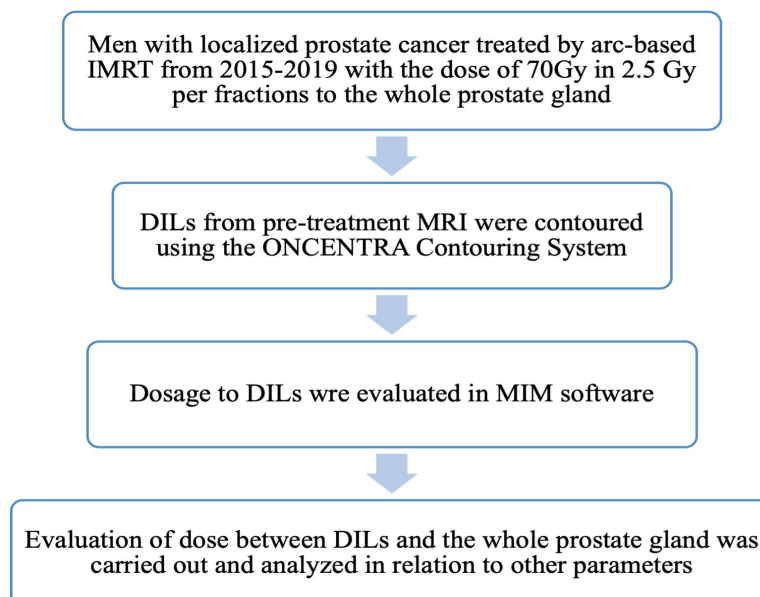 Men with localized prostate cancer treated by arc-based
IMRT from 2015-2019 with the dose of 70Gy in 2.5 Gy
per fractions to the whole prostate gland
DILs from pre-treatment MRI were contoured
using the ONCENTRA Contouring System
Dosage to DILs wre evaluated in MIM software
Evaluation of dose between DILs and the whole prostate gland was
carried out and analyzed in relation to other parameters